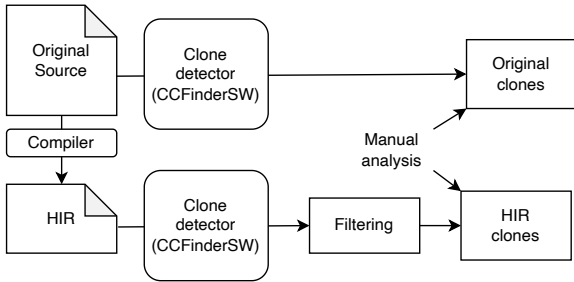 Original
Source
Clone
detector
(CCFinderSW)
Original
clones
Compiler
Manual
analysis
HIR
Clone
detector
(CCFinderSW)
Filtering
HIR
clones